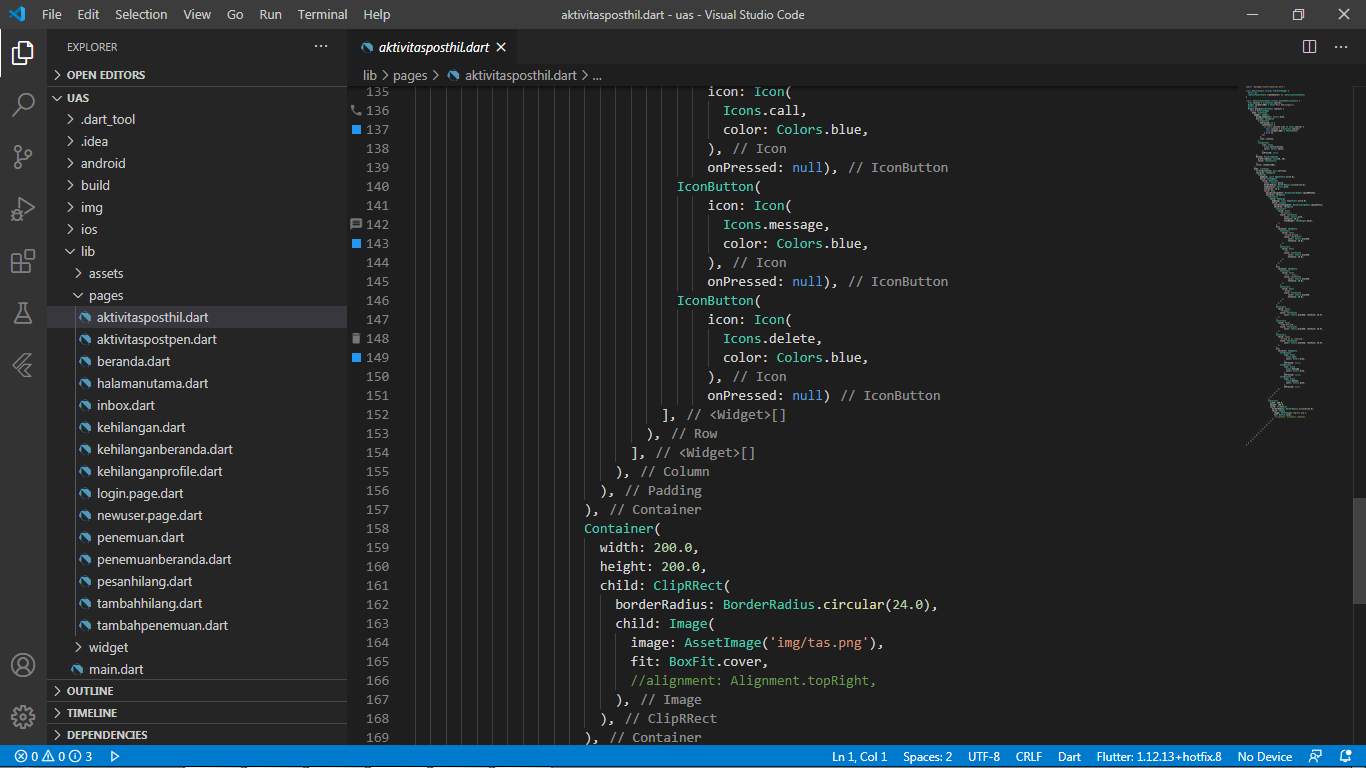 File Edit Selection View Go Run Terminal Help
aktivitasposthil.dart - uas - Visual Studio Code
EXPLORER
OPEN EDITORS
UAS
.dart_tool
.idea
android
build
img
ios
lib
assets
pages
aktivitasposthil.dart
aktivitaspostpen.dart
beranda.dart
halamanutama.dart
inbox.dart
kehilangan.dart
kehilanganberanda.dart
kehilanganprofile.dart
login.page.dart
newuser.page.dart
penemuan.dart
penemuanberanda.dart
pesanhilang.dart
tambahhilang.dart
tambahpenemuan.dart
widget
main.dart
OUTLINE
TIMELINE
DEPENDENCIES
aktivitasposthil.dart
lib > pages > aktivitasposthil.dart > ...
135 icon: Icon(
136 Icons.call,
137 color: Colors.blue,
138 ), // Icon
139 onPressed: null), // IconButton
140 IconButton(
141 icon: Icon(
142 Icons.message,
143 color: Colors.blue,
144 ), // Icon
145 onPressed: null), // IconButton
146 IconButton(
147 icon: Icon(
148 Icons.delete,
149 color: Colors.blue,
150 ), // Icon
151 onPressed: null) // IconButton
152 ], // <Widget>[]
153 ), // Row
154 ], // <Widget>[]
155 ), // Column
156 ), // Padding
157 ), // Container
158 Container(
159 width: 200.0,
160 height: 200.0,
161 child: ClipRRect(
162 borderRadius: BorderRadius.circular(24.0),
163 child: Image(
164 image: AssetImage('img/tas.png'),
165 fit: BoxFit.cover,
166 //alignment: Alignment.topRight,
167 ), // Image
168 ), // ClipRRect
169 ), // Container
0 0 3
Ln 1, Col 1 Spaces: 2 UTF-8 CRLF Dart Flutter: 1.12.13+hotfix.8 No Device